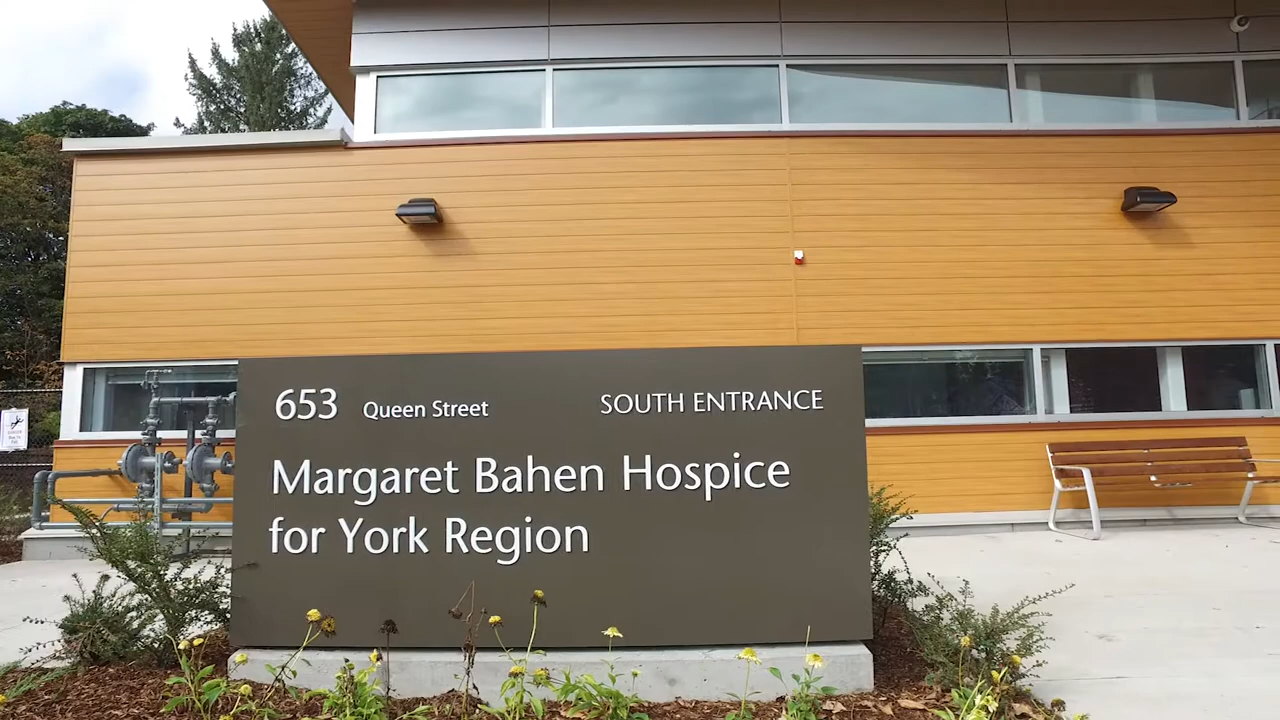 653 Queen Street SOUTH ENTRANCE
Margaret Bahen Hospice
for York Region